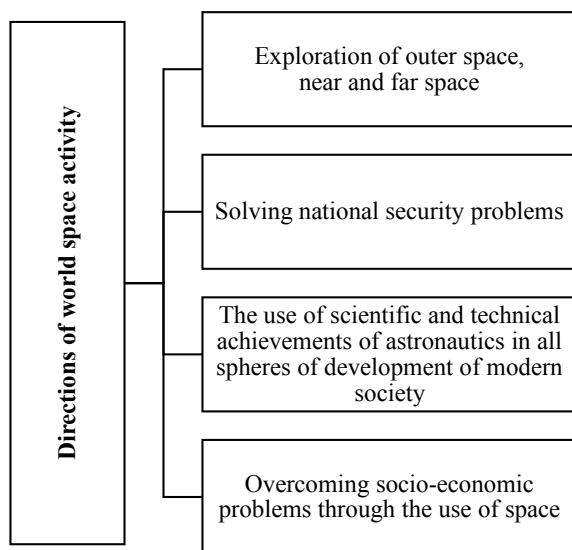 Directions of world space activity
Exploration of outer space,
near and far space
Solving national security problems
The use of scientific and technical
achievements of astronautics in all
spheres of development of modern
society
Overcoming socio-economic
problems through the use of space